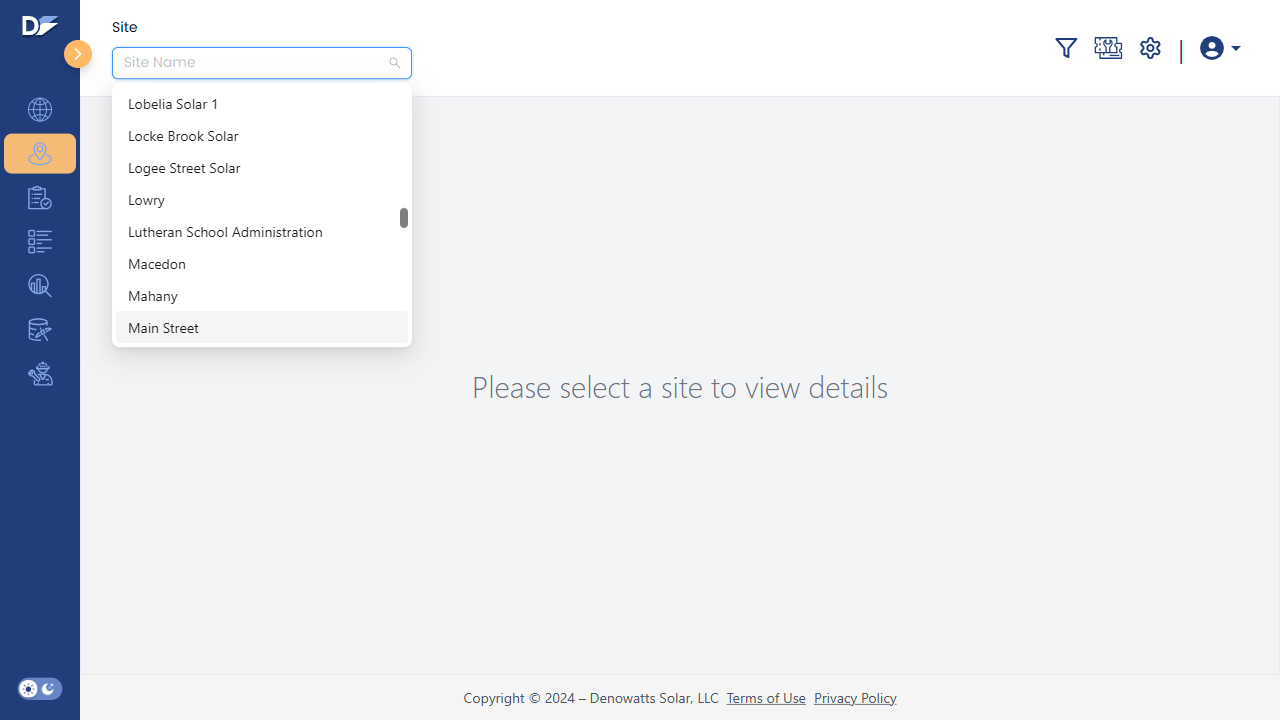 Site
Site Name
Lobelia Solar 1
Locke Brook Solar
Logee Street Solar
Lowry
Lutheran School Administration
Macedon
Mahany
Main Street
Please select a site to view details
Copyright © 2024 – Denowatts Solar, LLC Terms of Use Privacy Policy